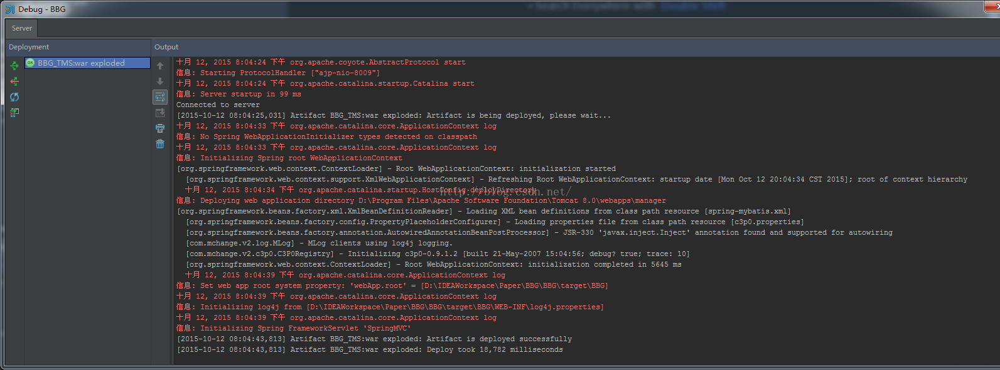 Debug - BBG
Search Everywhere with Double Shift
Server
Deployment
Output
OK BBG_TMS:war exploded
十月 12, 2015 8:04:24 下午 org.apache.coyote.AbstractProtocol start
信息: Starting ProtocolHandler ["ajp-nio-8009"]
十月 12, 2015 8:04:24 下午 org.apache.catalina.startup.Catalina start
信息: Server startup in 99 ms
Connected to server
[2015-10-12 08:04:25,031] Artifact BBG_TMS:war exploded: Artifact is being deployed, please wait...
十月 12, 2015 8:04:33 下午 org.apache.catalina.core.ApplicationContext log
信息: No Spring WebApplicationInitializer types detected on classpath
十月 12, 2015 8:04:33 下午 org.apache.catalina.core.ApplicationContext log
信息: Initializing Spring root WebApplicationContext
[org.springframework.web.context.ContextLoader] - Root WebApplicationContext: initialization started
[org.springframework.web.context.support.XmlWebApplicationContext] - Refreshing Root WebApplicationContext: startup date [Mon Oct 12 20:04:34 CST 2015]; root of context hierarchy
十月 12, 2015 8:04:34 下午 org.apache.catalina.startup.HostConfig deployDirectory
http://blog.csdn.net/
信息: Deploying web application directory D:\Program Files\Apache Software Foundation\Tomcat 8.0\webapps\manager
[org.springframework.beans.factory.xml.XmlBeanDefinitionReader] - Loading XML bean definitions from class path resource [spring-mybatis.xml]
[org.springframework.beans.factory.config.PropertyPlaceholderConfigurer] - Loading properties file from class path resource [c3p0.properties]
[org.springframework.beans.factory.annotation.AutowiredAnnotationBeanPostProcessor] - JSR-330 'javax.inject.Inject' annotation found and supported for autowiring
[com.mchange.v2.log.MLog] - MLog clients using log4j logging.
[com.mchange.v2.c3p0.C3P0Registry] - Initializing c3p0-0.9.1.2 [built 21-May-2007 15:04:56; debug? true; trace: 10]
[org.springframework.web.context.ContextLoader] - Root WebApplicationContext: initialization completed in 5645 ms
十月 12, 2015 8:04:39 下午 org.apache.catalina.core.ApplicationContext log
信息: Set web app root system property: 'webApp.root' = [D:\IDEAWorkspace\Paper\BBG\BBG\target\BBG]
十月 12, 2015 8:04:39 下午 org.apache.catalina.core.ApplicationContext log
信息: Initializing log4j from [D:\IDEAWorkspace\Paper\BBG\BBG\target\BBG\WEB-INF\log4j.properties]
十月 12, 2015 8:04:39 下午 org.apache.catalina.core.ApplicationContext log
信息: Initializing Spring FrameworkServlet 'SpringMVC'
[2015-10-12 08:04:43,813] Artifact BBG_TMS:war exploded: Artifact is deployed successfully
[2015-10-12 08:04:43,813] Artifact BBG_TMS:war exploded: Deploy took 18,782 milliseconds